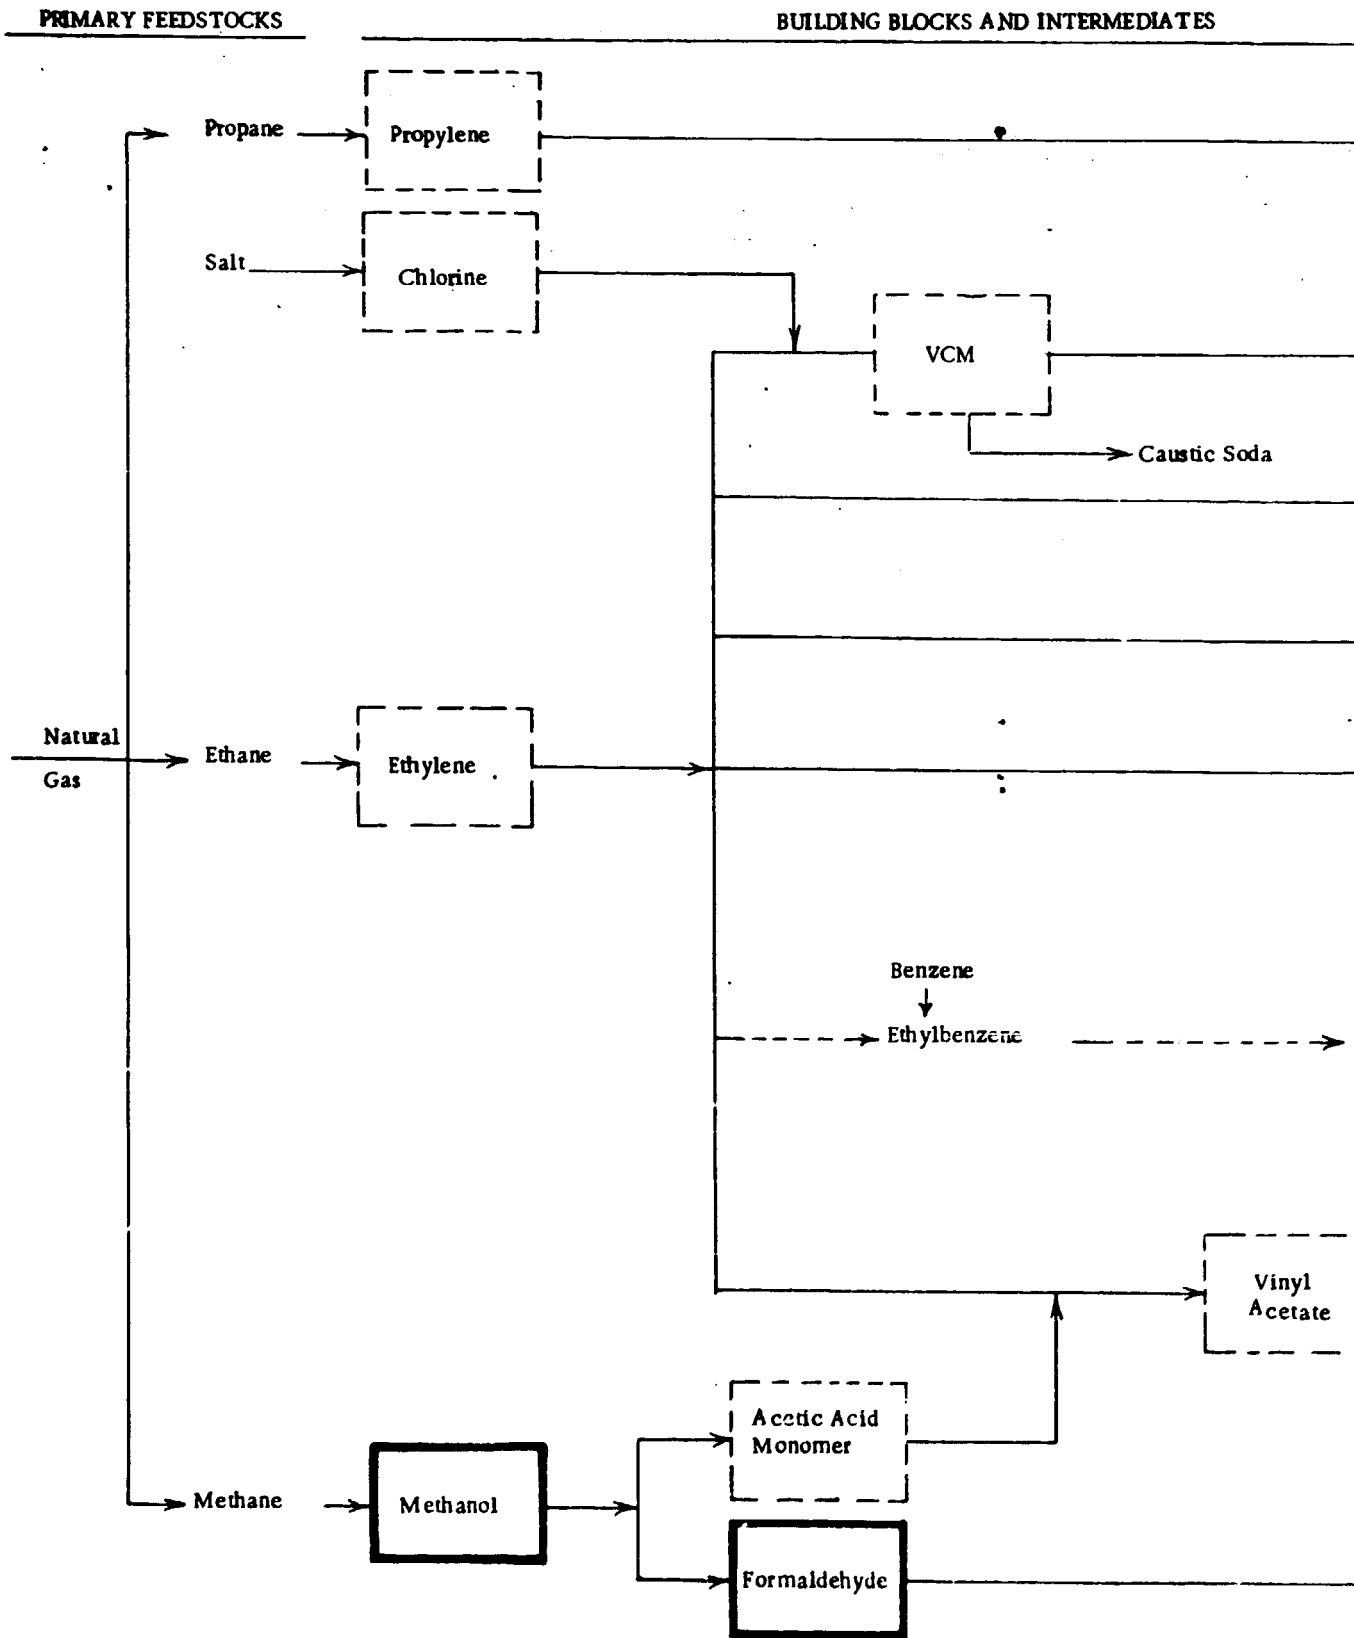 PRIMARY FEEDSTOCKS
BUILDING BLOCKS AND INTERMEDIATES
Propane
Propylene
Salt
Chlorine
VCM
Caustic Soda
Natural
Gas
Ethane
Ethylene
Benzene
Ethylbenzene
Vinyl
Acetate
Acetic Acid
Monomer
Methane
Methanol
Formaldehyde